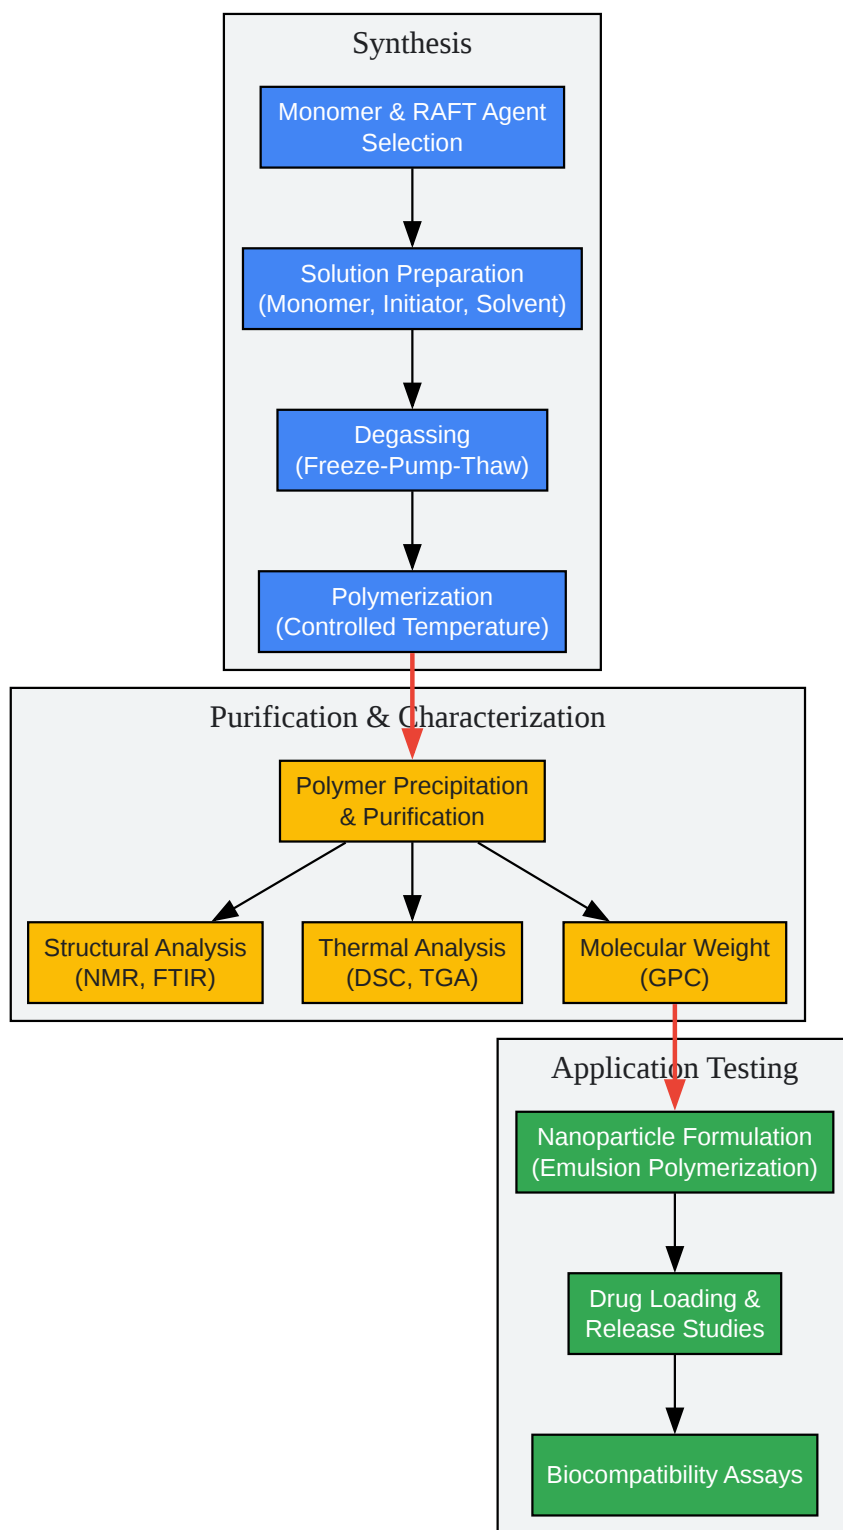 Synthesis
Monomer & RAFT Agent
Selection
Solution Preparation
(Monomer, Initiator, Solvent)
Degassing
(Freeze-Pump-Thaw)
Polymerization
(Controlled Temperature)
Purification & Characterization
Polymer Precipitation
& Purification
Structural Analysis
(NMR, FTIR)
Thermal Analysis
(DSC, TGA)
Molecular Weight
(GPC)
Application Testing
Nanoparticle Formulation
(Emulsion Polymerization)
Drug Loading &
Release Studies
Biocompatibility Assays